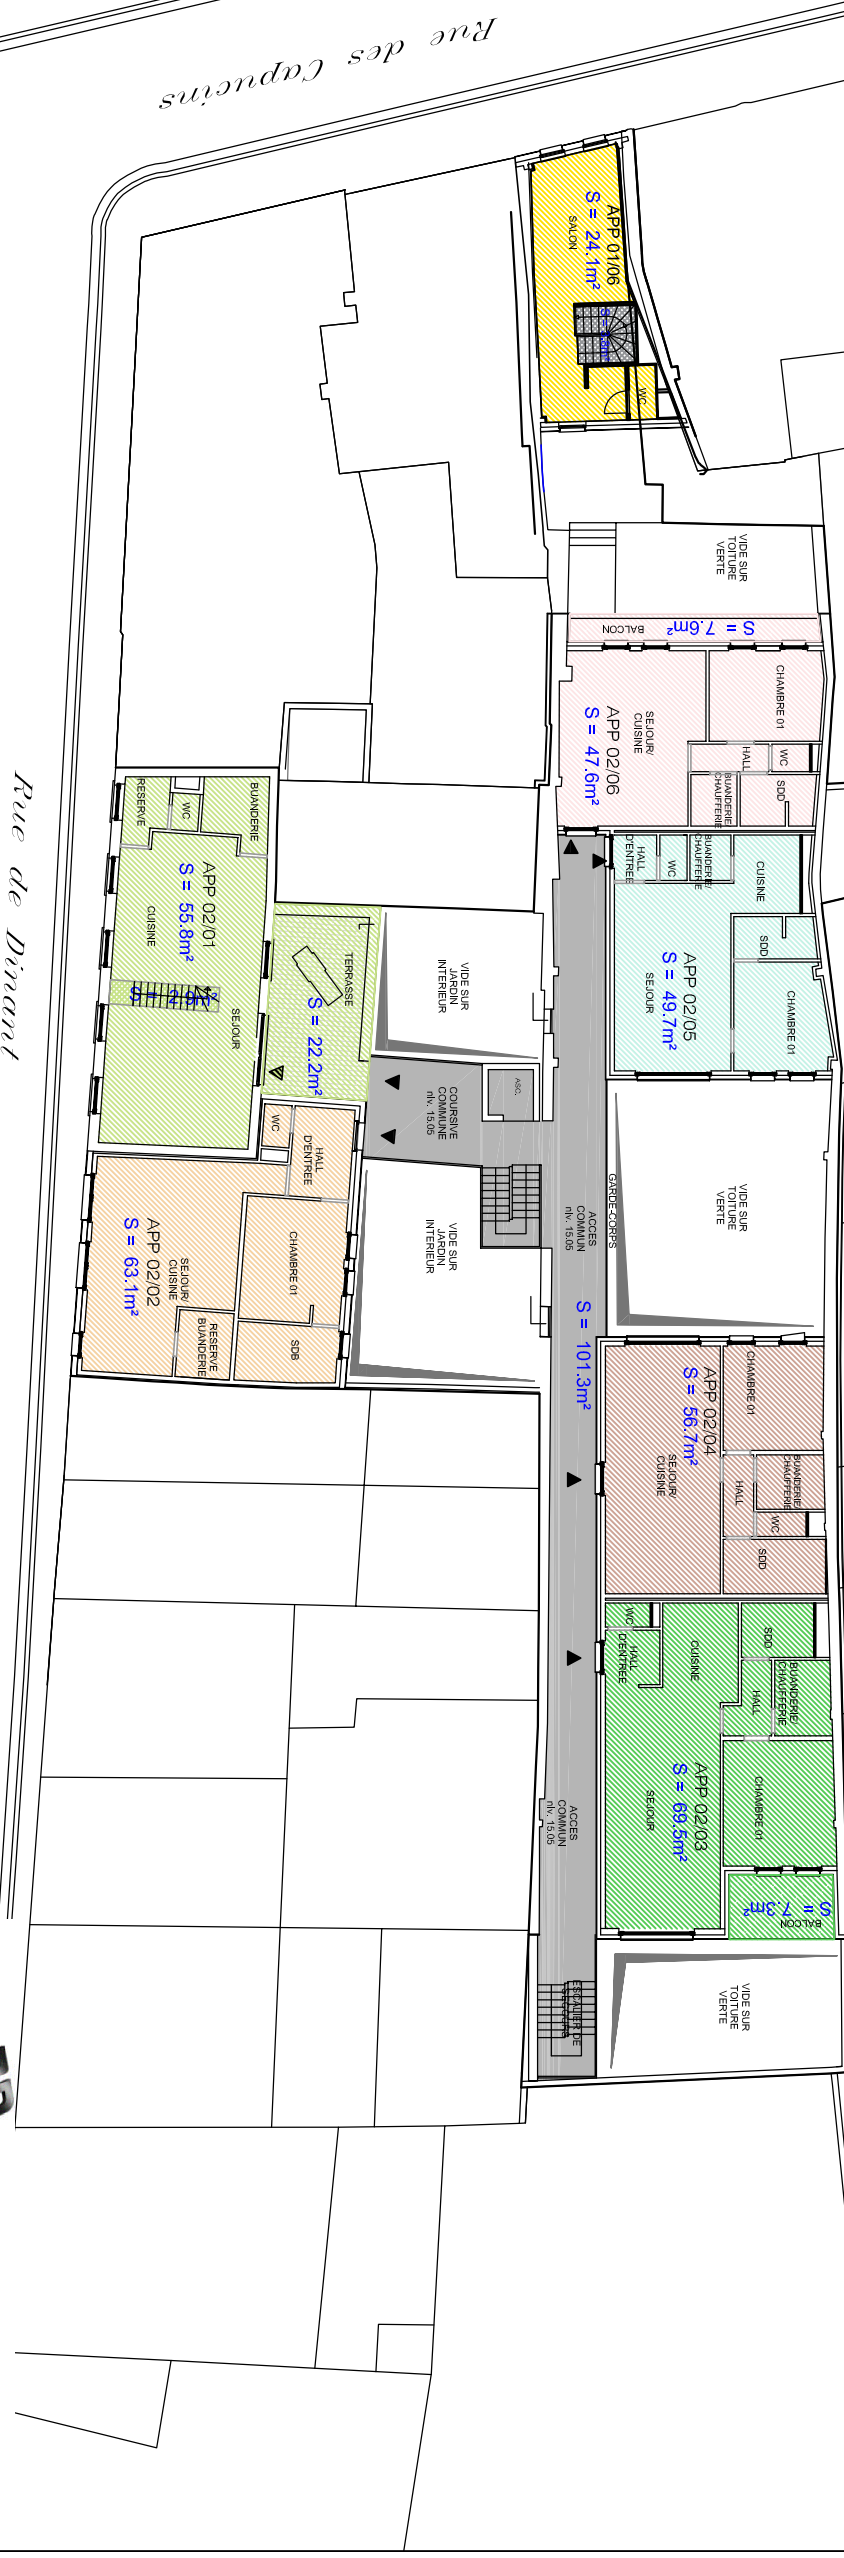 Rue des Capucins
APP 01/06
S = 24.1m²
SALON
WC
VIDE SUR
TOITURE
VERTE
S = 7.6m²
BALCON
CHAMBRE 01
SEJOUR/
CUISINE
APP 02/06
S = 47.6m²
HALL
WC
SDD
BUANDERIE/
CHAUFFERIE
HALL
D'ENTREE
WC
BUANDERIE/
CHAUFFERIE
CUISINE
SDD
APP 02/05
S = 49.7m²
SEJOUR
CHAMBRE 01
RESERVE
WC
BUANDERIE
APP 02/01
S = 55.8m²
CUISINE
SEJOUR
S = 2.9m²
TERRASSE
S = 22.2m²
VIDE SUR
JARDIN
INTERIEUR
Rue de Dinant
COURSIVE
COMMUNE
niv. 15.05
ASC.
WC
HALL
D'ENTREE
APP 02/02
S = 63.1m²
SEJOUR/
CUISINE
CHAMBRE 01
RESERVE
BUANDERIE
SDB
VIDE SUR
JARDIN
INTERIEUR
ACCES
COMMUN
niv. 15.05
GARDE-CORPS
S = 101.3m²
VIDE SUR
TOITURE
VERTE
CHAMBRE 01
APP 02/04
S = 56.7m²
SEJOUR/
CUISINE
BUANDERIE/
CHAUFFERIE
HALL
WC
SDD
WC
HALL
D'ENTREE
CUISINE
SDD
HALL
BUANDERIE/
CHAUFFERIE
APP 02/03
S = 69.5m²
SEJOUR
CHAMBRE 01
ACCES
COMMUN
niv. 15.05
S = 7.3m²
BALCON
ESCALIER DE
VIDE SUR
TOITURE
VERTE